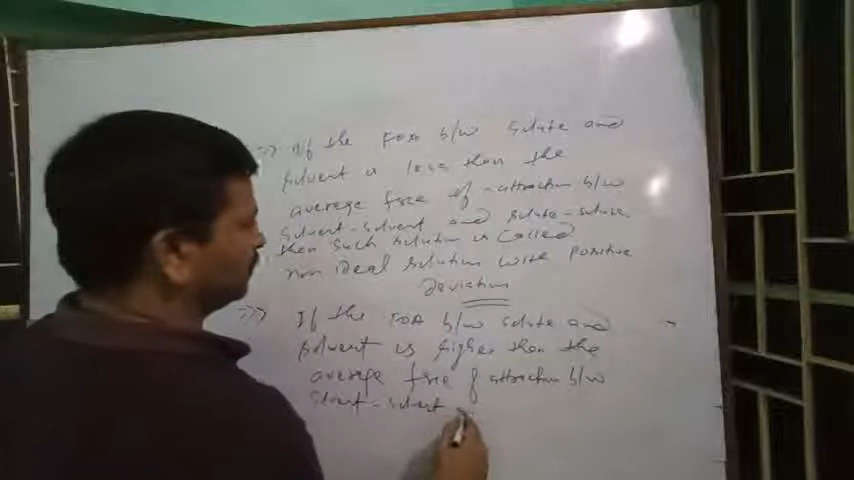 >> If the FOA b/w solute and
solvent is less than the
average force of attraction b/w
solvent-solvent and solute-solute
then such solution is called
non ideal solution with positive
Deviation
>>> If the FOA b/w solute and
solvent is higher than the
average force of attraction b/w
solvent-solvent